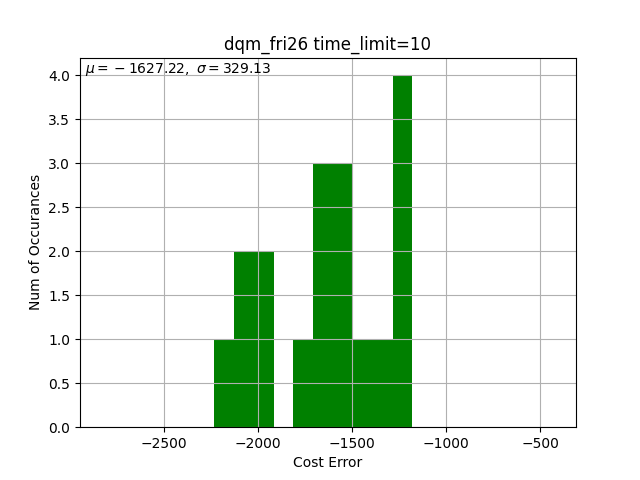 dqm_fri26 time_limit=10
μ = −1627.22, σ = 329.13
4.0
3.5
3.0
2.5
2.0
1.5
1.0
0.5
0.0
Num of Occurances
−2500 −2000 −1500 −1000 −500
Cost Error